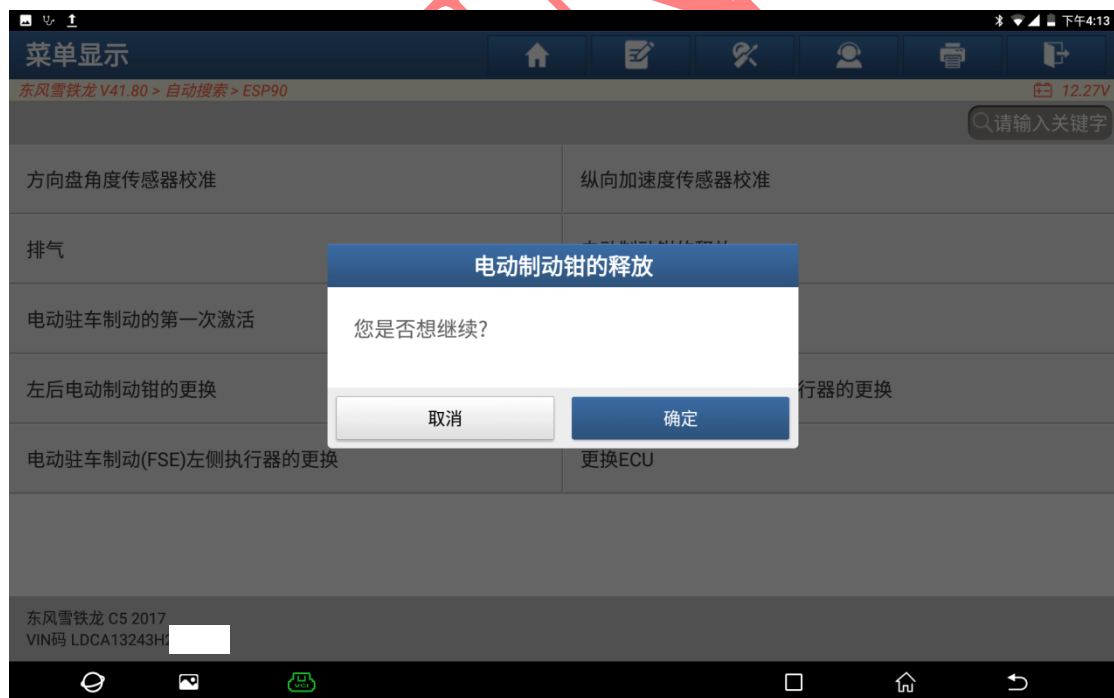 下午4:13
菜单显示
东风雪铁龙 V41.80 > 自动搜索 > ESP90
12.27V
请输入关键字
方向盘角度传感器校准
纵向加速度传感器校准
排气
电动制动钳的释放
电动驻车制动的第一次激活
您是否想继续?
左后电动制动钳的更换
行器的更换
取消
确定
电动驻车制动(FSE)左侧执行器的更换
更换ECU
东风雪铁龙 C5 2017
VIN码 LDCA13243H
VCI